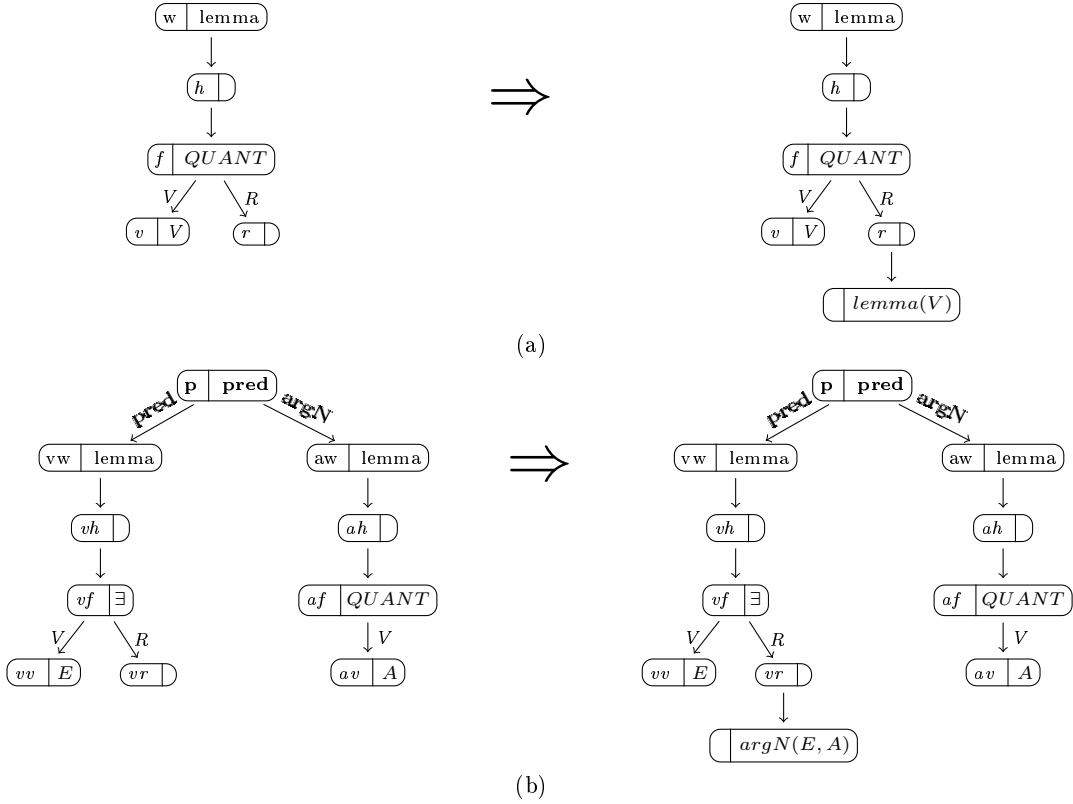 w lemma w lemma
h ⇒ h
f QUANT f QUANT
V R V R
v V r v V r
lemma(V)
(a)
p pred p pred
pred argN pred argN
vw lemma aw lemma ⇒ vw lemma aw lemma
vh ah vh ah
vf ∃ af QUANT vf ∃ af QUANT
V R V V R V
vv E vr av A vv E vr av A
argN(E, A)
(b)